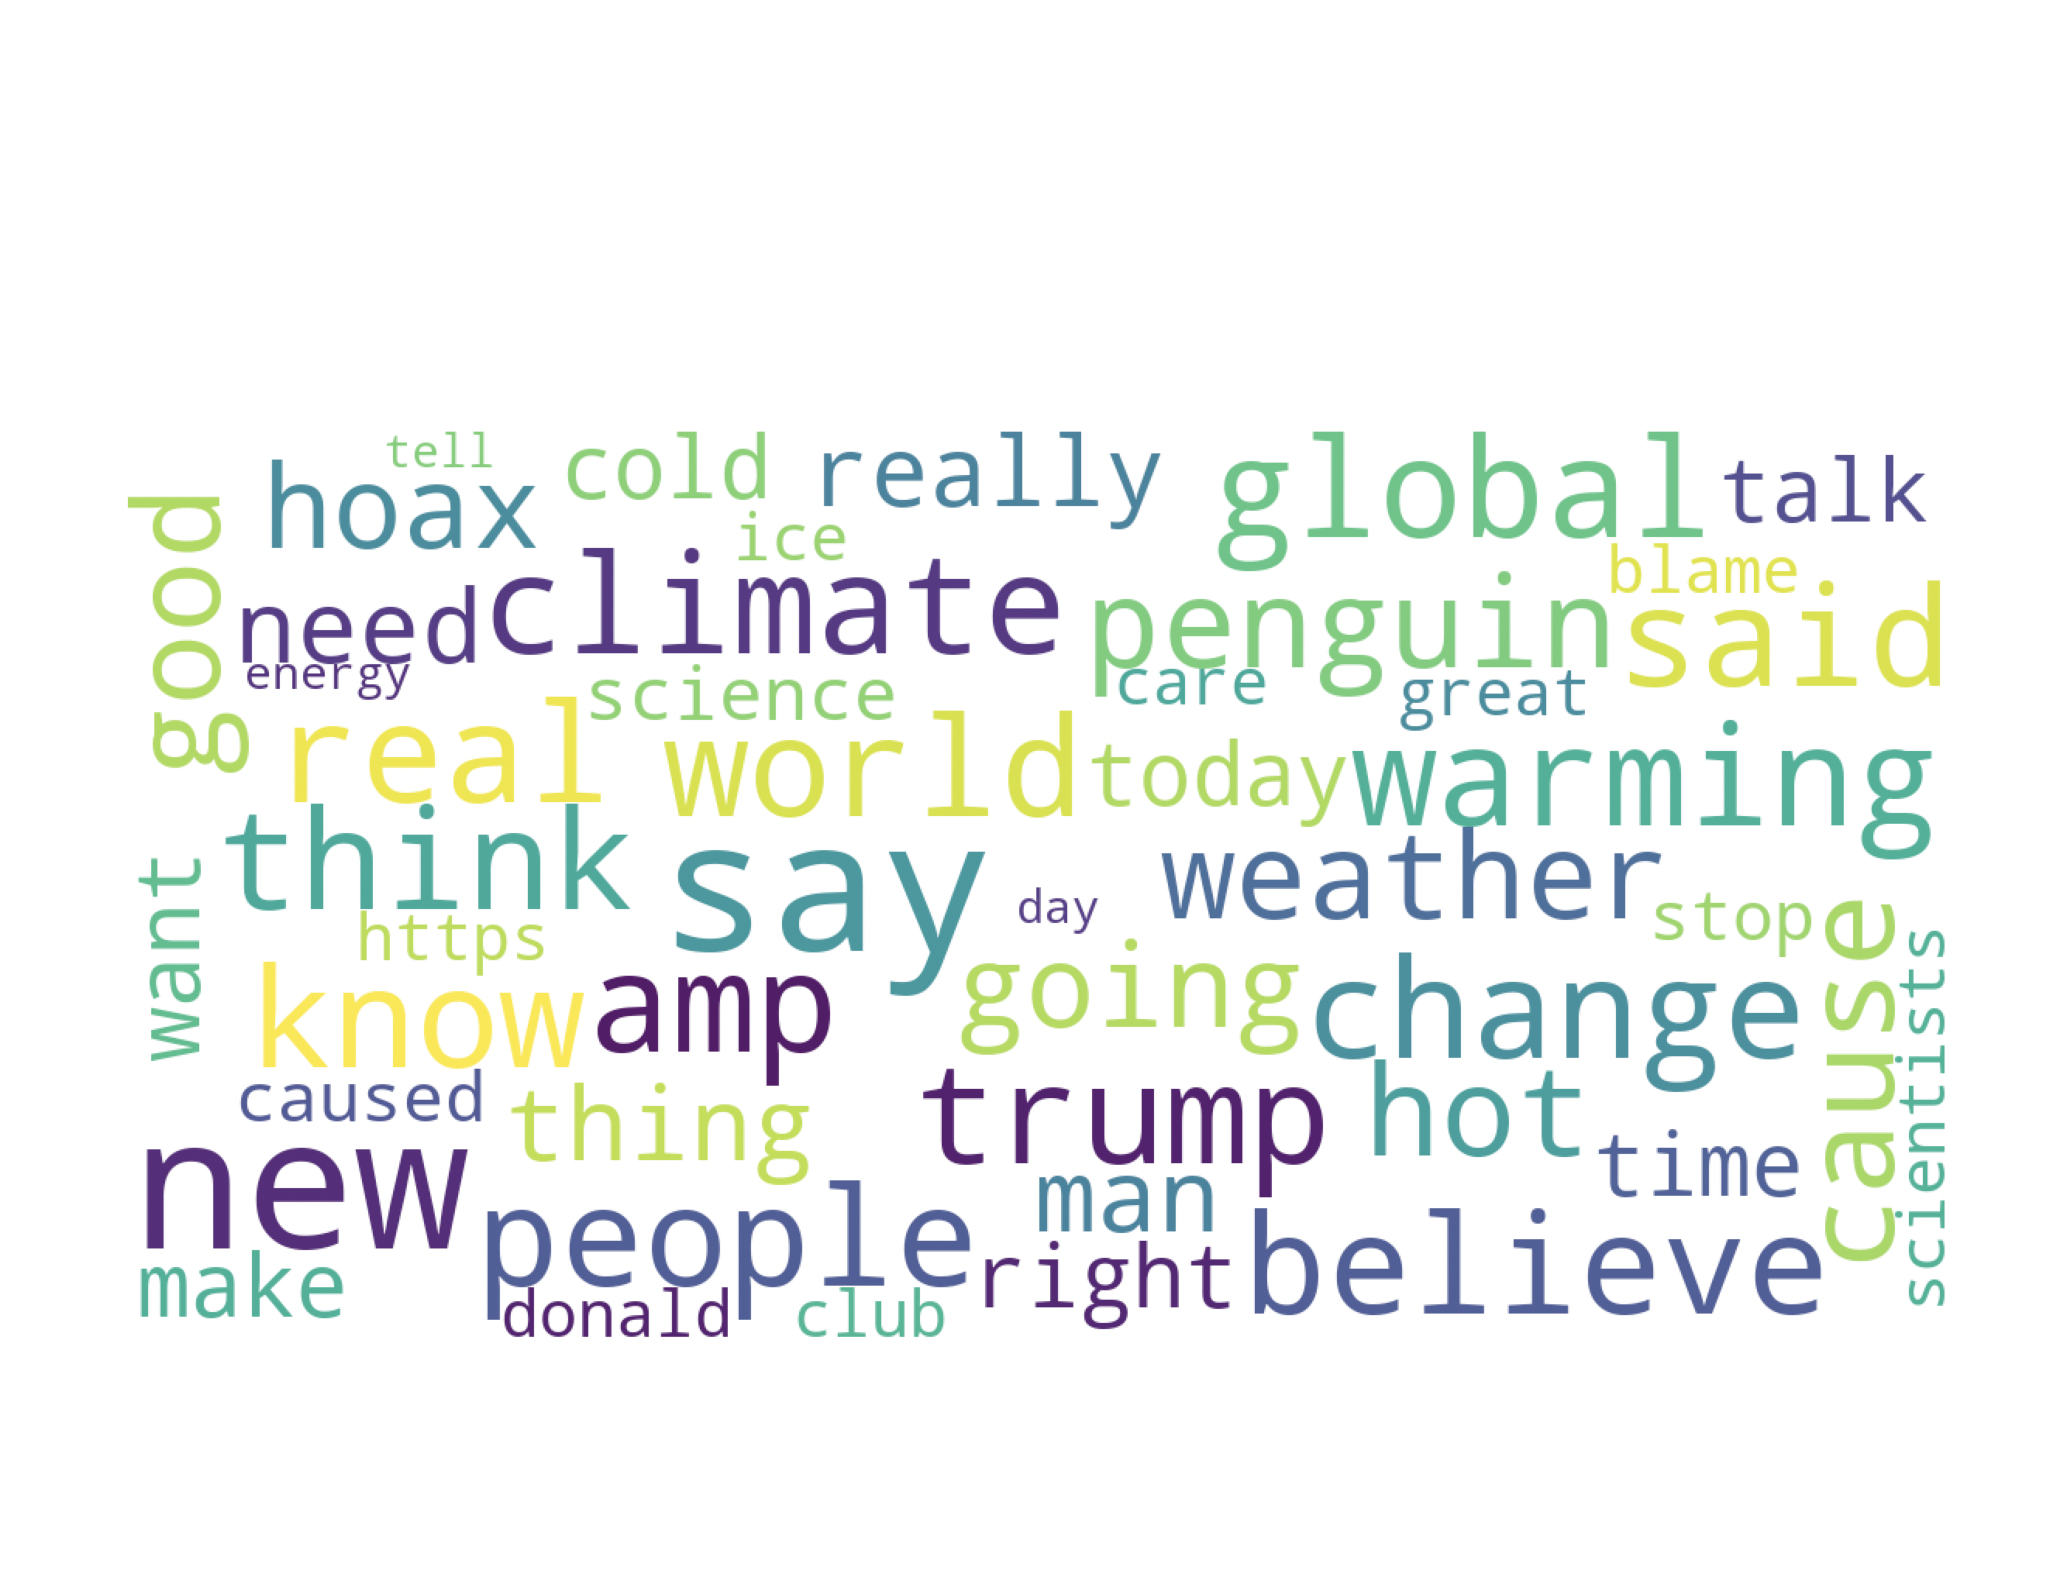 tell
cold
really
global
talk
hoax
good
ice
climate
blame
need
penguin
said
energy
science
care
great
real
world
today
warming
think
say
weather
want
https
day
stop
cause
know
amp
going
change
scientists
caused
thing
trump
hot
time
new
people
man
believe
make
donald
club
right